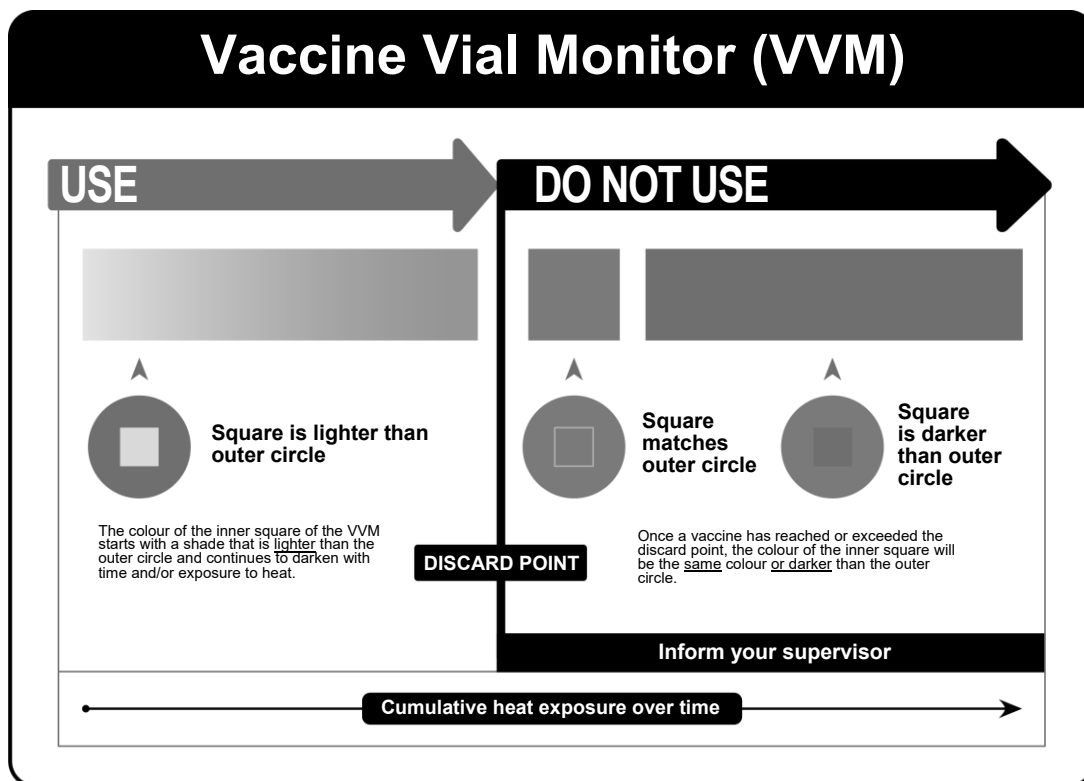 Vaccine Vial Monitor (VVM)
USE
DO NOT USE
Square is lighter than
outer circle
The colour of the inner square of the VVM
starts with a shade that is lighter than the
outer circle and continues to darken with
time and/or exposure to heat.
Square
matches
outer circle
Square
is darker
than outer
circle
DISCARD POINT
Once a vaccine has reached or exceeded the
discard point, the colour of the inner square will
be the same colour or darker than the outer
circle.
Inform your supervisor
Cumulative heat exposure over time